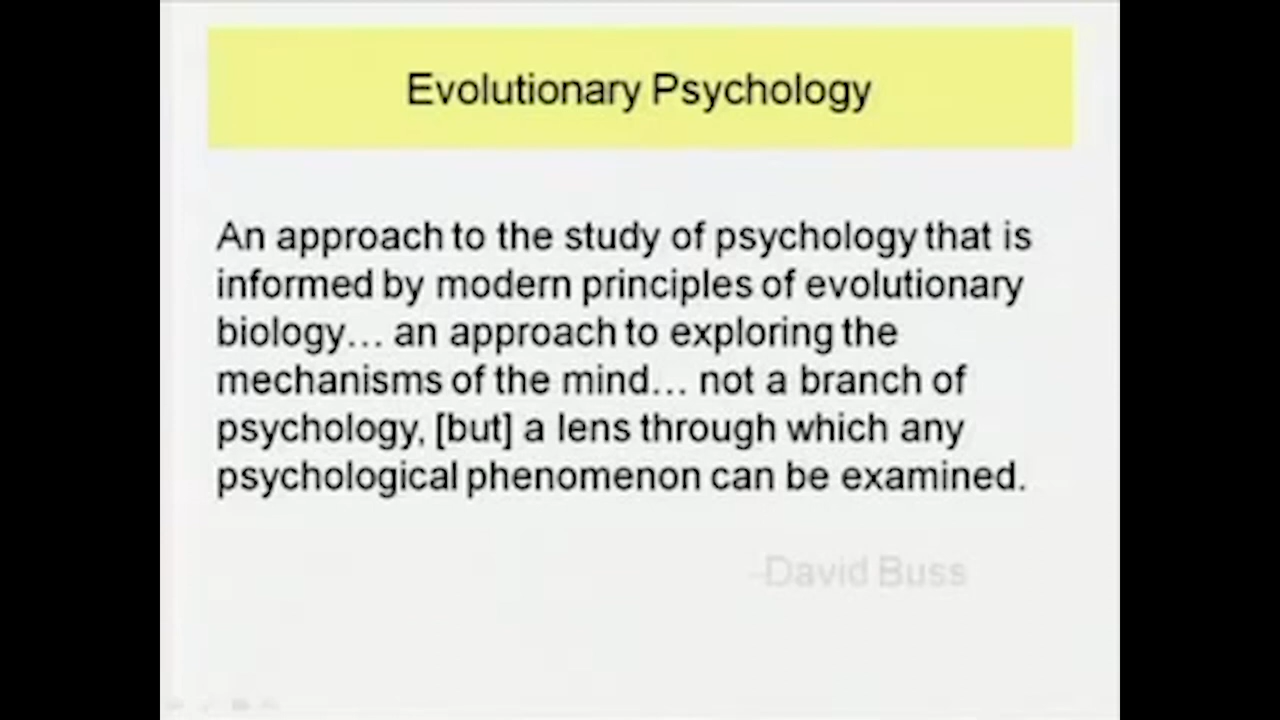 Evolutionary Psychology
An approach to the study of psychology that is
informed by modern principles of evolutionary
biology… an approach to exploring the
mechanisms of the mind… not a branch of
psychology, [but] a lens through which any
psychological phenomenon can be examined.
-David Buss